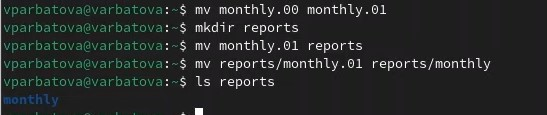 vparbatova@varbatova:~$ mv monthly.00 monthly.01
vparbatova@varbatova:~$ mkdir reports
vparbatova@varbatova:~$ mv monthly.01 reports
vparbatova@varbatova:~$ mv reports/monthly.01 reports/monthly
vparbatova@varbatova:~$ ls reports
monthly
vparbatova@varbatova:~$